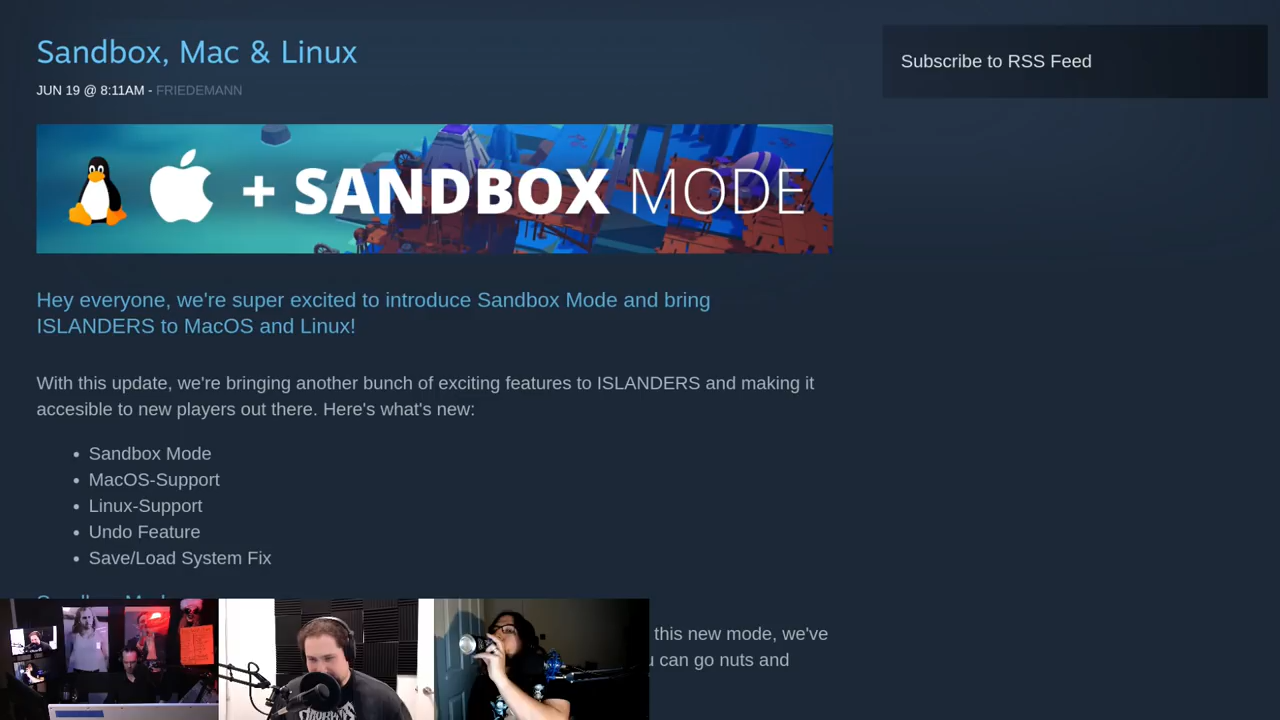 Sandbox, Mac & Linux
JUN 19 @ 8:11AM - FRIEDEMANN
+ SANDBOX MODE
Hey everyone, we're super excited to introduce Sandbox Mode and bring
ISLANDERS to MacOS and Linux!
With this update, we're bringing another bunch of exciting features to ISLANDERS and making it
accesible to new players out there. Here's what's new:
• Sandbox Mode
• MacOS-Support
• Linux-Support
• Undo Feature
• Save/Load System Fix
this new mode, we've
can go nuts and
Subscribe to RSS Feed